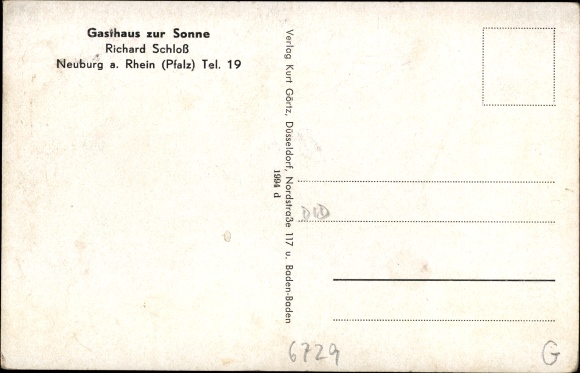 Gasthaus zur Sonne
Richard Schloß
Neuburg a. Rhein (Pfalz) Tel. 19
Verlag Kurt Görtz, Düsseldorf, Nordstraße 117 u. Baden-Baden
1994 d
6729
G